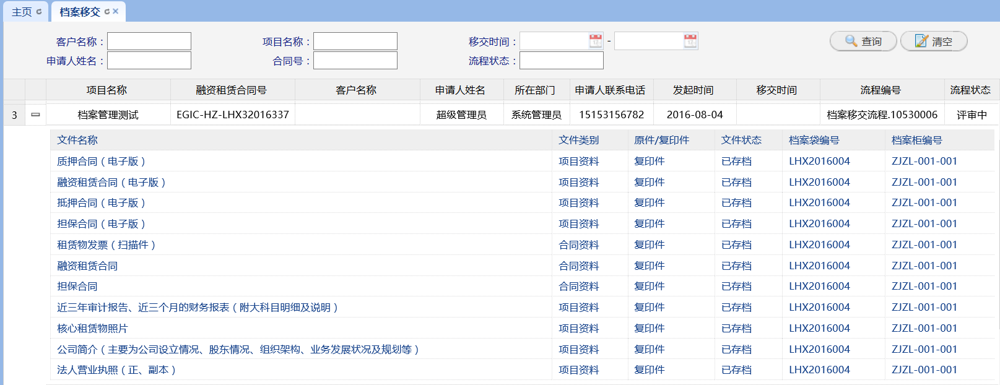 主页 档案移交
客户名称： 项目名称： 移交时间： - 查询 清空
申请人姓名： 合同号： 流程状态：
项目名称 融资租赁合同号 客户名称 申请人姓名 所在部门 申请人联系电话 发起时间 移交时间 流程编号 流程状态
3 档案管理测试 EGIC-HZ-LHX32016337 超级管理员 系统管理员 15153156782 2016-08-04 档案移交流程.10530006 评审中
文件名称 文件类别 原件/复印件 文件状态 档案袋编号 档案柜编号
质押合同（电子版） 项目资料 复印件 已存档 LHX2016004 ZJZL-001-001
融资租赁合同（电子版） 项目资料 复印件 已存档 LHX2016004 ZJZL-001-001
抵押合同（电子版） 项目资料 复印件 已存档 LHX2016004 ZJZL-001-001
担保合同（电子版） 项目资料 复印件 已存档 LHX2016004 ZJZL-001-001
租赁物发票（扫描件） 合同资料 复印件 已存档 LHX2016004 ZJZL-001-001
融资租赁合同 合同资料 复印件 已存档 LHX2016004 ZJZL-001-001
担保合同 合同资料 复印件 已存档 LHX2016004 ZJZL-001-001
近三年审计报告、近三个月的财务报表（附大科目明细及说明） 项目资料 复印件 已存档 LHX2016004 ZJZL-001-001
核心租赁物照片 项目资料 复印件 已存档 LHX2016004 ZJZL-001-001
公司简介（主要为公司设立情况、股东情况、组织架构、业务发展状况及规划等） 项目资料 复印件 已存档 LHX2016004 ZJZL-001-001
法人营业执照（正、副本） 项目资料 复印件 已存档 LHX2016004 ZJZL-001-001